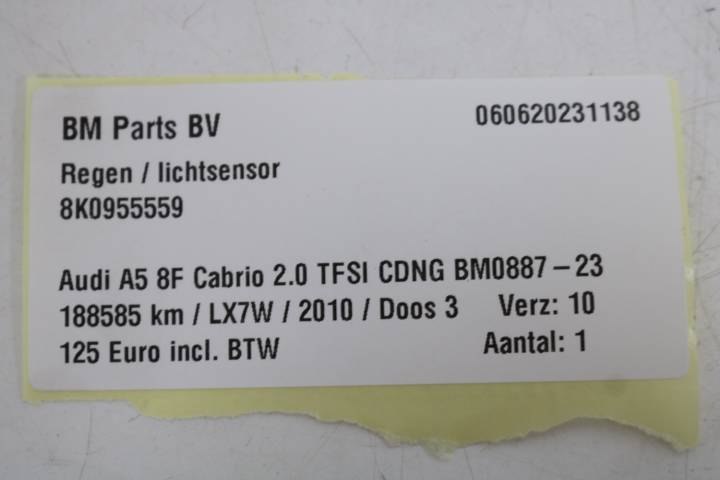 BM Parts BV 060620231138
Regen / lichtsensor
8K0955559
Audi A5 8F Cabrio 2.0 TFSI CDNG BM0887-23
188585 km / LX7W / 2010 / Doos 3 Verz: 10
125 Euro incl. BTW Aantal: 1